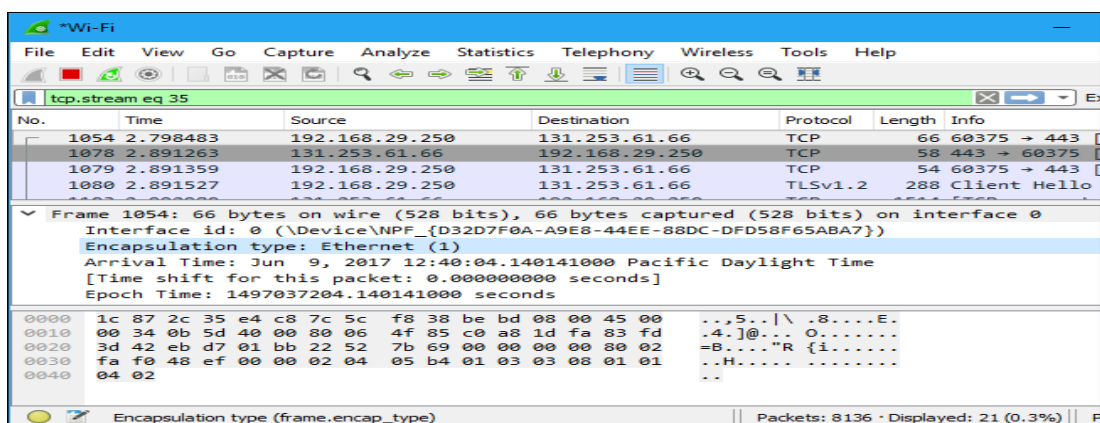 *Wi-Fi
File Edit View Go Capture Analyze Statistics Telephony Wireless Tools Help
tcp.stream eq 35
No. Time Source Destination Protocol Length Info
1054 2.798483 192.168.29.250 131.253.61.66 TCP 66 60375 → 443 [
1078 2.891263 131.253.61.66 192.168.29.250 TCP 58 443 → 60375 [
1079 2.891359 192.168.29.250 131.253.61.66 TCP 54 60375 → 443 [
1080 2.891527 192.168.29.250 131.253.61.66 TLSv1.2 288 Client Hello
Frame 1054: 66 bytes on wire (528 bits), 66 bytes captured (528 bits) on interface 0
Interface id: 0 (\Device\NPF_{D32D7F0A-A9E8-44EE-88DC-DFD58F65ABA7})
Encapsulation type: Ethernet (1)
Arrival Time: Jun 9, 2017 12:40:04.140141000 Pacific Daylight Time
[Time shift for this packet: 0.000000000 seconds]
Epoch Time: 1497037204.140141000 seconds
0000 1c 87 2c 35 e4 c8 7c 5c f8 38 be bd 08 00 45 00 ..,5..|\ .8....E.
0010 00 34 0b 5d 40 00 80 06 4f 85 c0 a8 1d fa 83 fd .4.]@... O.......
0020 3d 42 eb d7 01 bb 22 52 7b 69 00 00 00 00 80 02 =B...."R {i......
0030 fa f0 48 ef 00 00 02 04 05 b4 01 03 03 08 01 01 ..H..... ........
0040 04 02 ..
Encapsulation type (frame.encap_type) Packets: 8136 · Displayed: 21 (0.3%)